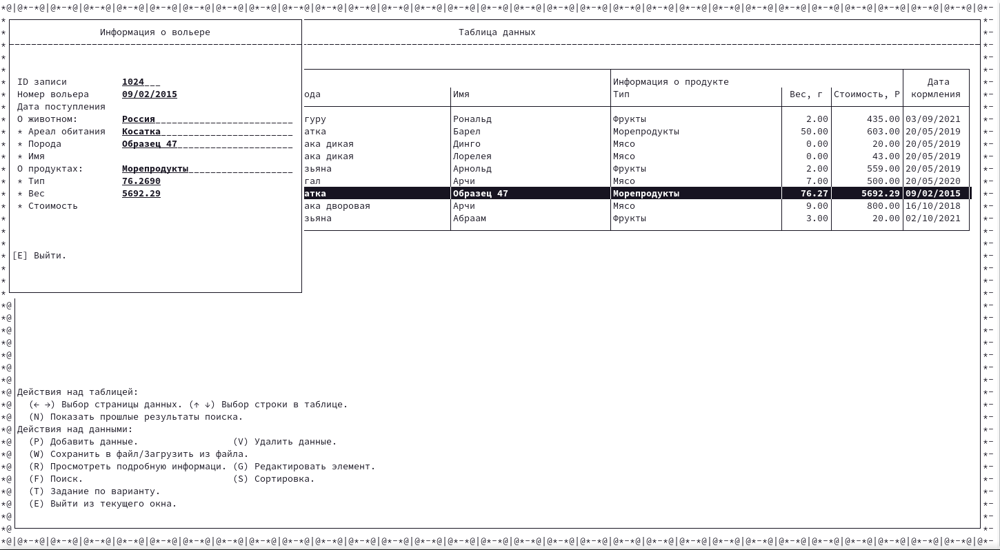 *@|@*-*@|@*-*@|@*-*@|@*-*@|@*-*@|@*-*@|@*-*@|@*-*@|@*-*@|@*-*@|@*-*@|@*-*@|@*-*@|@*-*@|@*-*@|@*-*@|@*-*@|@*-*@|@*-*@|@*-*@|@*-*@|@*-*@|@*-*@|@*-*@|@*-*@|@*-*@|@*-*@|@*-*@|@*-*@|@*-
Информация о вольере Таблица данных
ID записи 1024___ Информация о продукте Дата
Номер вольера 09/02/2015 ода Имя Тип Вес, г Стоимость, Р кормления
Дата поступления
О животном: Россия гуру Рональд Фрукты 2.00 435.00 03/09/2021
* Ареал обитания Косатка атка Барел Морепродукты 50.00 603.00 20/05/2019
* Порода Образец 47 ака дикая Динго Мясо 0.00 20.00 20/05/2019
* Имя ака дикая Лорелея Мясо 0.00 43.00 20/05/2019
О продуктах: Морепродукты зьяна Арнольд Фрукты 2.00 559.00 20/05/2019
* Тип 76.2690 гал Арчи Мясо 7.00 500.00 20/05/2020
* Вес 5692.29 атка Образец 47 Морепродукты 76.27 5692.29 09/02/2015
* Стоимость ака дворовая Арчи Мясо 9.00 800.00 16/10/2018
зьяна Абраам Фрукты 3.00 20.00 02/10/2021
[E] Выйти.
Действия над таблицей:
(← →) Выбор страницы данных. (↑ ↓) Выбор строки в таблице.
(N) Показать прошлые результаты поиска.
Действия над данными:
(P) Добавить данные. (V) Удалить данные.
(W) Сохранить в файл/Загрузить из файла.
(R) Просмотреть подробную информаци. (G) Редактировать элемент.
(F) Поиск. (S) Сортировка.
(T) Задание по варианту.
(E) Выйти из текущего окна.
*@|@*-*@|@*-*@|@*-*@|@*-*@|@*-*@|@*-*@|@*-*@|@*-*@|@*-*@|@*-*@|@*-*@|@*-*@|@*-*@|@*-*@|@*-*@|@*-*@|@*-*@|@*-*@|@*-*@|@*-*@|@*-*@|@*-*@|@*-*@|@*-*@|@*-*@|@*-*@|@*-*@|@*-*@|@*-*@|@*-